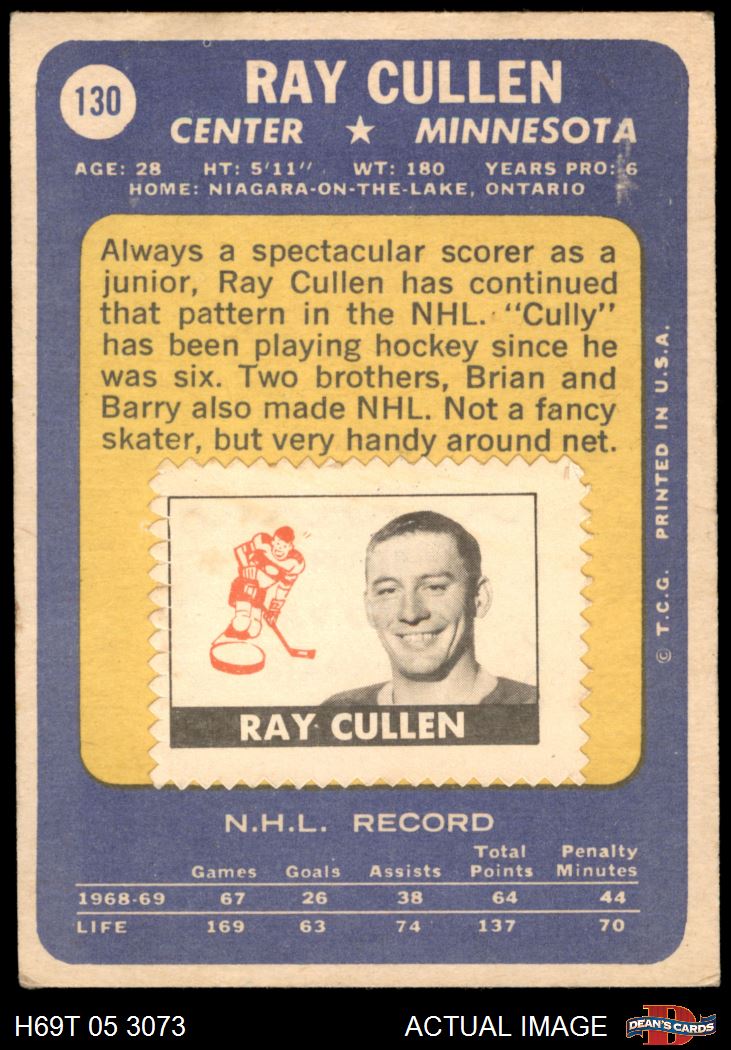 130
RAY CULLEN
CENTER ★ MINNESOTA
AGE: 28 HT: 5'11" WT: 180 YEARS PRO: 6
HOME: NIAGARA-ON-THE-LAKE, ONTARIO
Always a spectacular scorer as a
junior, Ray Cullen has continued
that pattern in the NHL. "Cully"
has been playing hockey since he
was six. Two brothers, Brian and
Barry also made NHL. Not a fancy
skater, but very handy around net.
RAY CULLEN
© T.C.G. PRINTED IN U.S.A.
N.H.L. RECORD
Games Goals Assists Total Points Penalty Minutes
1968-69 67 26 38 64 44
LIFE 169 63 74 137 70
H69T 05 3073 ACTUAL IMAGE DEAN'S CARDS